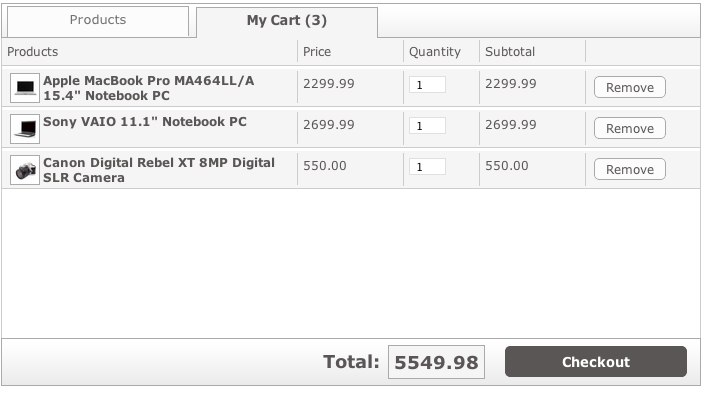 Products My Cart (3)
Products Price Quantity Subtotal
Apple MacBook Pro MA464LL/A 2299.99 1 2299.99 Remove
15.4" Notebook PC
Sony VAIO 11.1" Notebook PC 2699.99 1 2699.99 Remove
Canon Digital Rebel XT 8MP Digital 550.00 1 550.00 Remove
SLR Camera
Total: 5549.98 Checkout